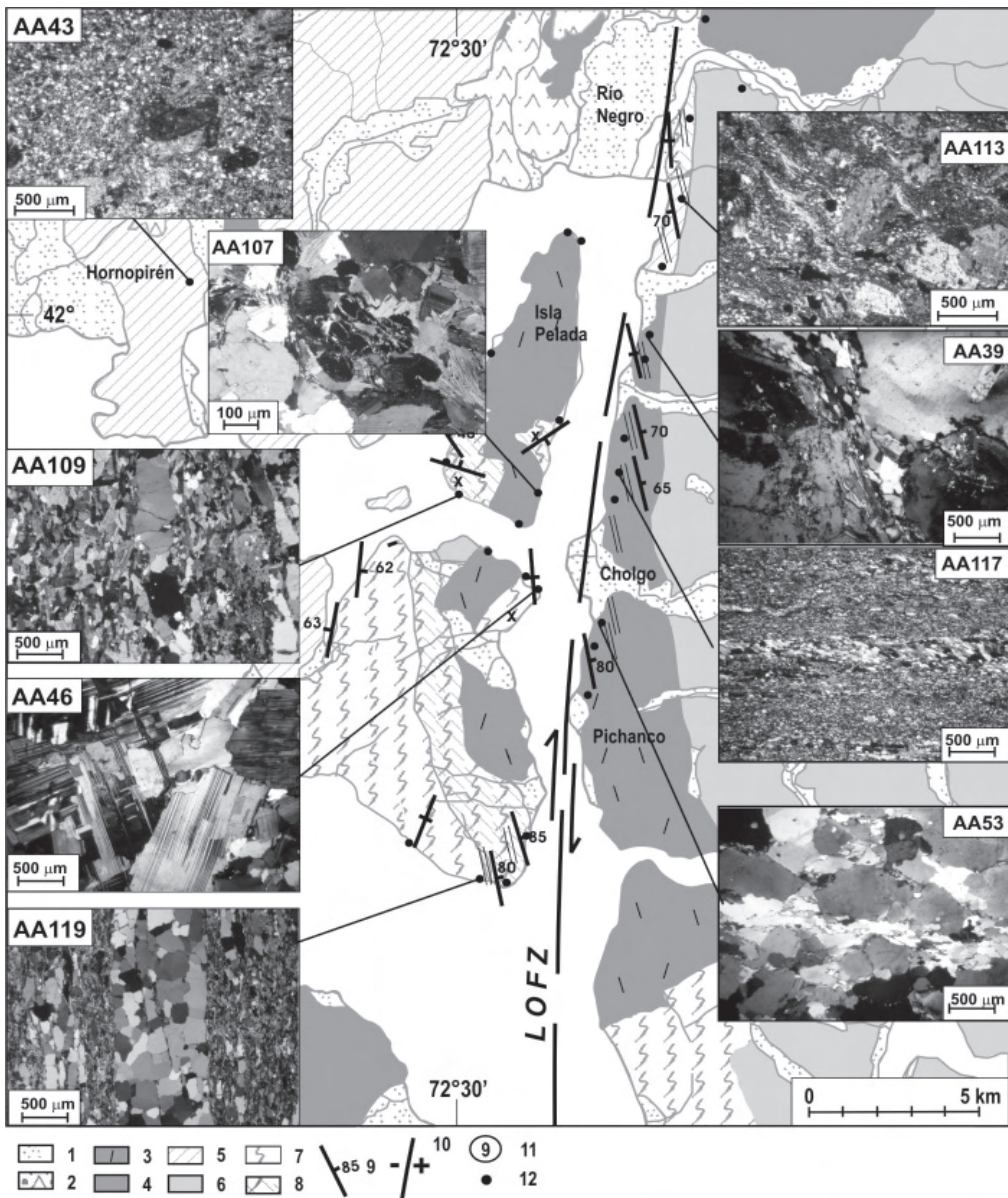 AA43
500 µm
72°30'
Río
Negro
AA113
500 µm
70
Hornopirén
42°
AA107
100 µm
Isla
Pelada
AA39
500 µm
x
70
65
x
AA109
500 µm
62
63
x
Cholgo
AA117
500 µm
80
Pichanco
AA46
500 µm
85
80
AA53
500 µm
AA119
500 µm
LOFZ
72°30'
0 5 km
1 3 5 7 85 9 - + 10 9 11
2 4 6 8 12